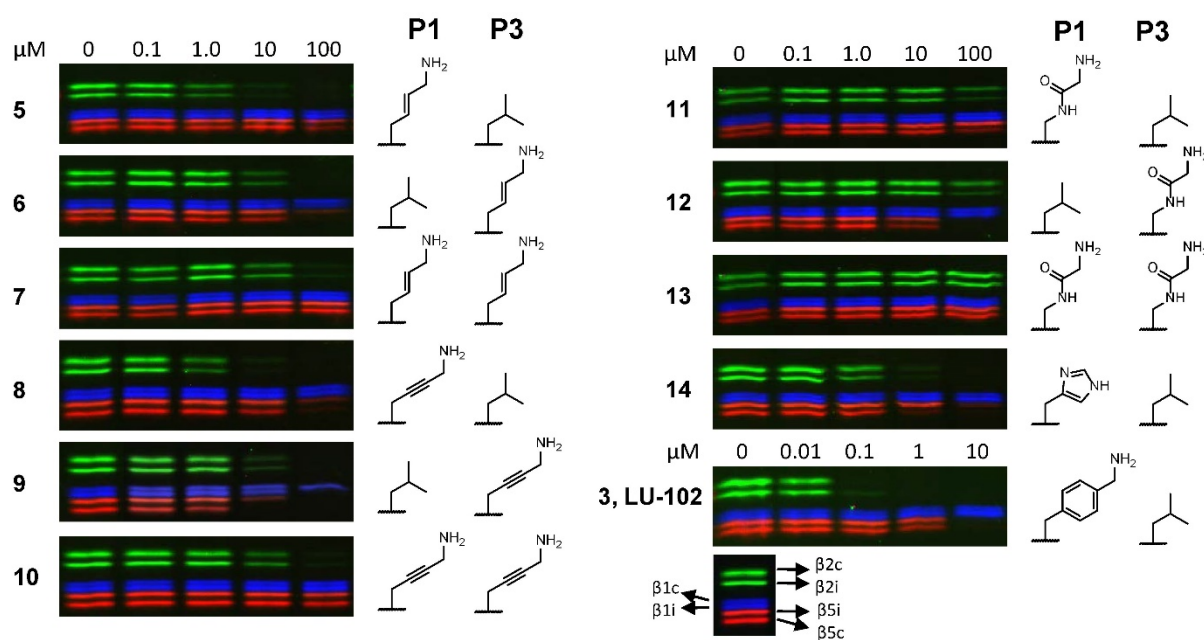 P1 P3
μM 0 0.1 1.0 10 100
5
NH2
6
NH2
7
NH2 NH2
8
NH2
9
NH2
10
NH2 NH2
P1 P3
μM 0 0.1 1.0 10 100
11
NH2
O
NH
12
NH2
O
NH
13
NH2 NH2
O O
NH NH
14
N
NH
μM 0 0.01 0.1 1 10
3, LU-102
NH2
β2c
β2i
β1c
β1i
β5i
β5c